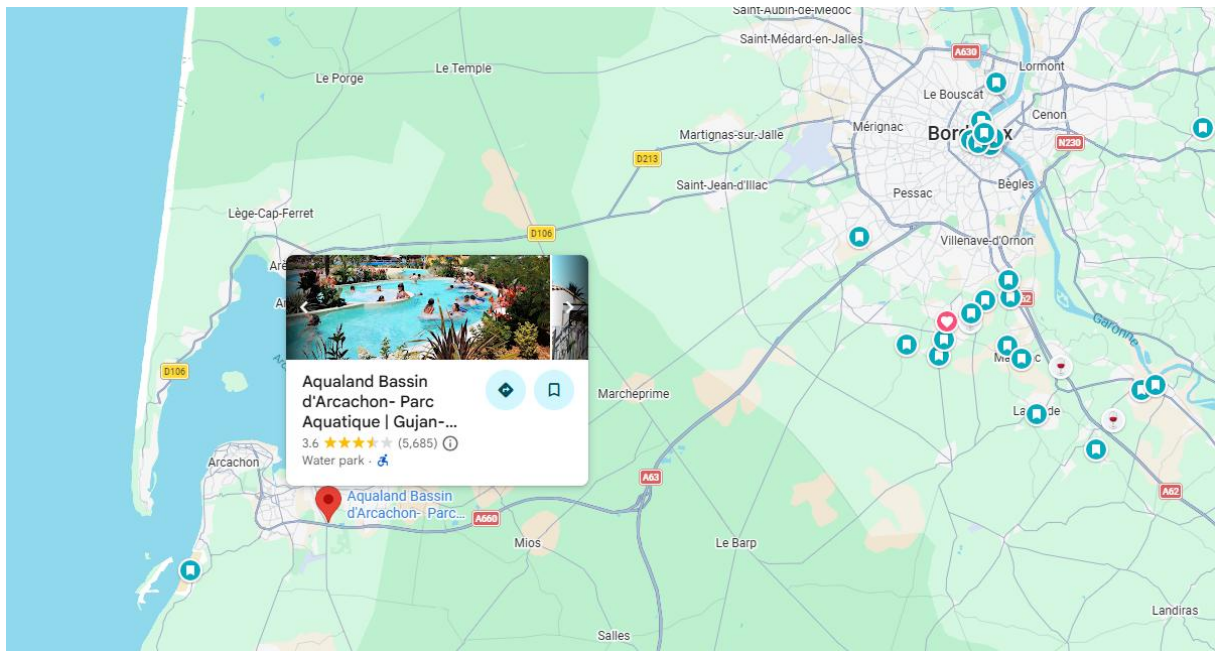 Saint-Aubin-de-Médoc
Saint-Médard-en-Jalles
A630
Lormont
Le Porge
Le Temple
Le Bouscat
Cenon
Martignas-sur-Jalle
Mérignac
N230
D213
Saint-Jean-d'Illac
Pessac
Bègles
Lège-Cap-Ferret
D106
Villenave-d'Ornon
Garonne
D106
Aqualand Bassin
d'Arcachon- Parc
Aquatique | Gujan-...
3.6 (5,685)
Water park ·
Marcheprime
Arcachon
A63
A62
Aqualand Bassin
d'Arcachon- Parc...
A660
Mios
Le Barp
Landiras
Salles